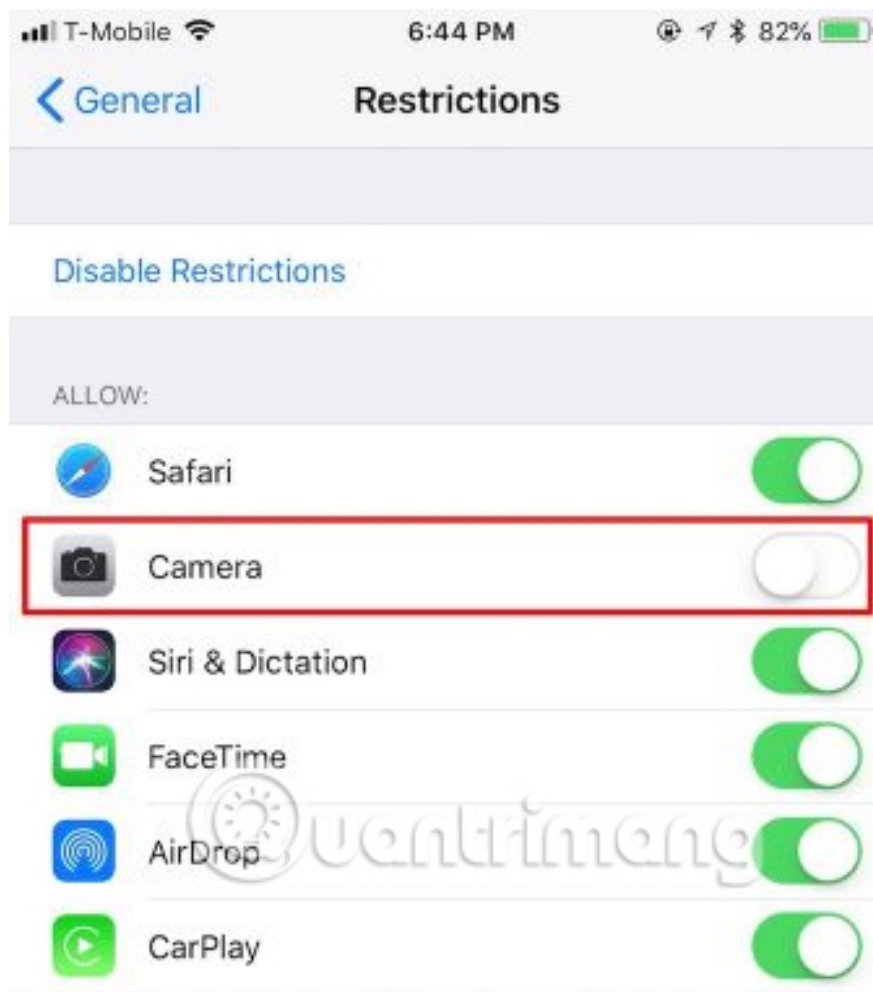 T-Mobile 6:44 PM 82%
General Restrictions
Disable Restrictions
ALLOW:
Safari
Camera
Siri & Dictation
FaceTime
AirDrop
Quantrimang
CarPlay